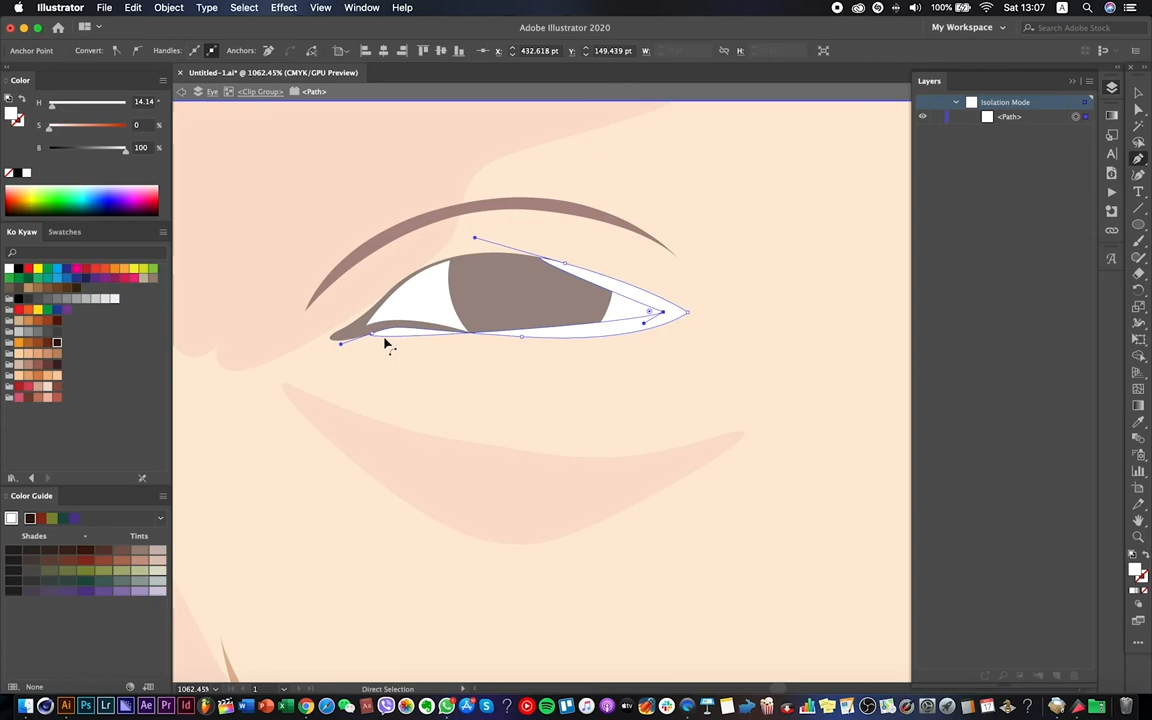 Illustrator File Edit Object Type Select Effect View Window Help 100% Sat 13:07
Adobe Illustrator 2020 My Workspace Search Adobe Stock
Anchor Point Convert: Handles: Anchors: X: 432.618 pt Y: 149.439 pt W: H:
Color
Untitled-1.ai* @ 1062.45% (CMYK/GPU Preview)
Layers
Eye <Clip Group> <Path>
H 14.14 °
S 0 %
B 100 %
Isolation Mode
<Path>
Ko Kyaw Swatches
Color Guide
Shades Tints
None
1062.45% 1 Direct Selection